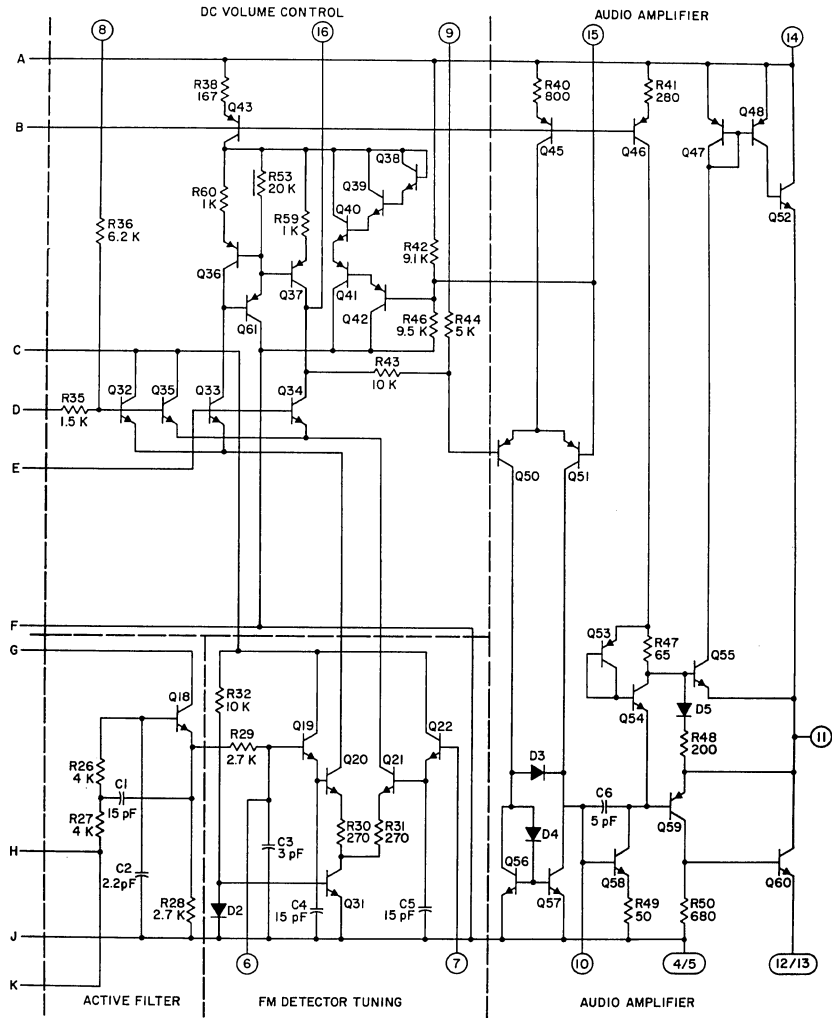 DC VOLUME CONTROL
AUDIO AMPLIFIER
8
16
9
15
14
A
R38
167
Q43
R40
800
R41
280
B
Q45
Q46
Q47
Q48
Q52
Q38
Q39
Q40
R53
20 K
R60
1 K
R59
1 K
R36
6.2 K
R42
9.1 K
Q36
Q37
Q41
Q42
Q61
R46
9.5 K
R44
5 K
C
R43
10 K
Q32
Q35
Q33
Q34
D
R35
1.5 K
E
Q50
Q51
F
G
Q53
R47
65
Q55
Q54
D5
R48
200
11
Q18
R32
10 K
R29
2.7 K
Q19
Q22
Q20
Q21
R26
4 K
C1
15 pF
R27
4 K
D3
C6
5 pF
Q59
H
C3
3 pF
R30
270
R31
270
D4
Q56
Q57
Q58
Q60
C2
2.2pF
R28
2.7 K
D2
C4
15 pF
Q31
C5
15 pF
R49
50
R50
680
J
6
7
10
4/5
12/13
K
ACTIVE FILTER
FM DETECTOR TUNING
AUDIO AMPLIFIER